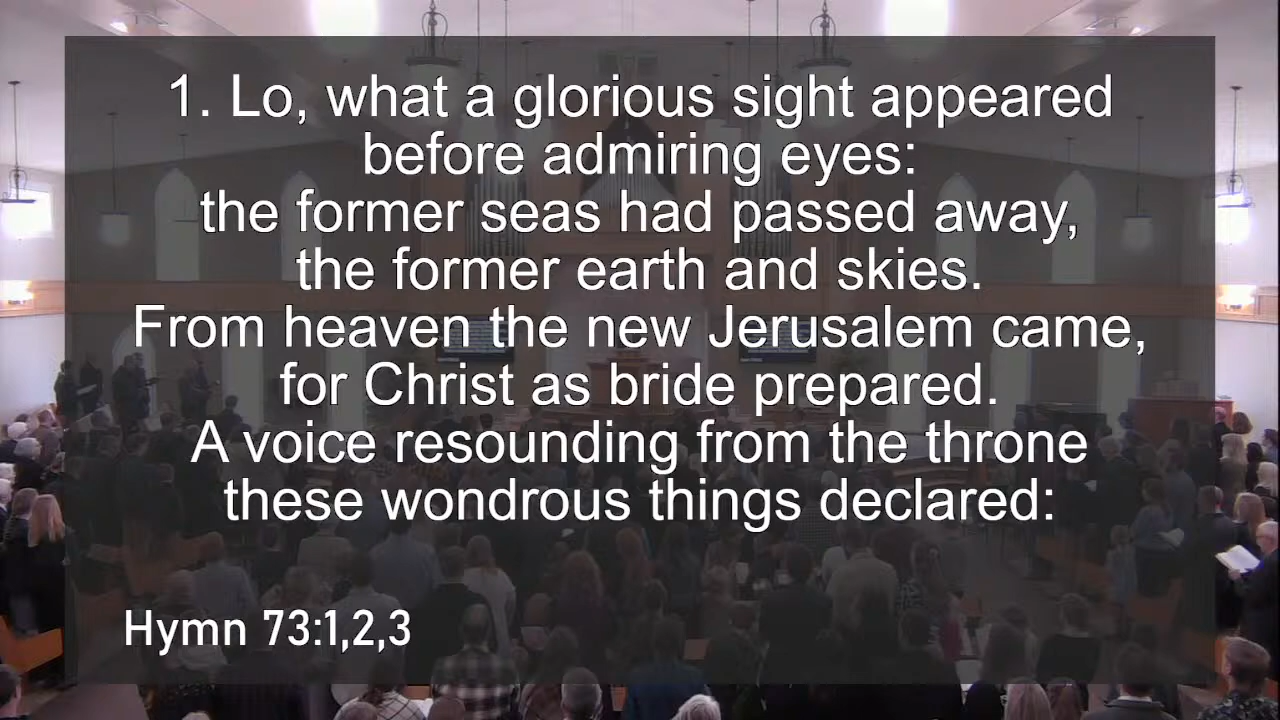 1. Lo, what a glorious sight appeared
before admiring eyes:
the former seas had passed away,
the former earth and skies.
From heaven the new Jerusalem came,
for Christ as bride prepared.
A voice resounding from the throne
these wondrous things declared:
Hymn 73:1,2,3